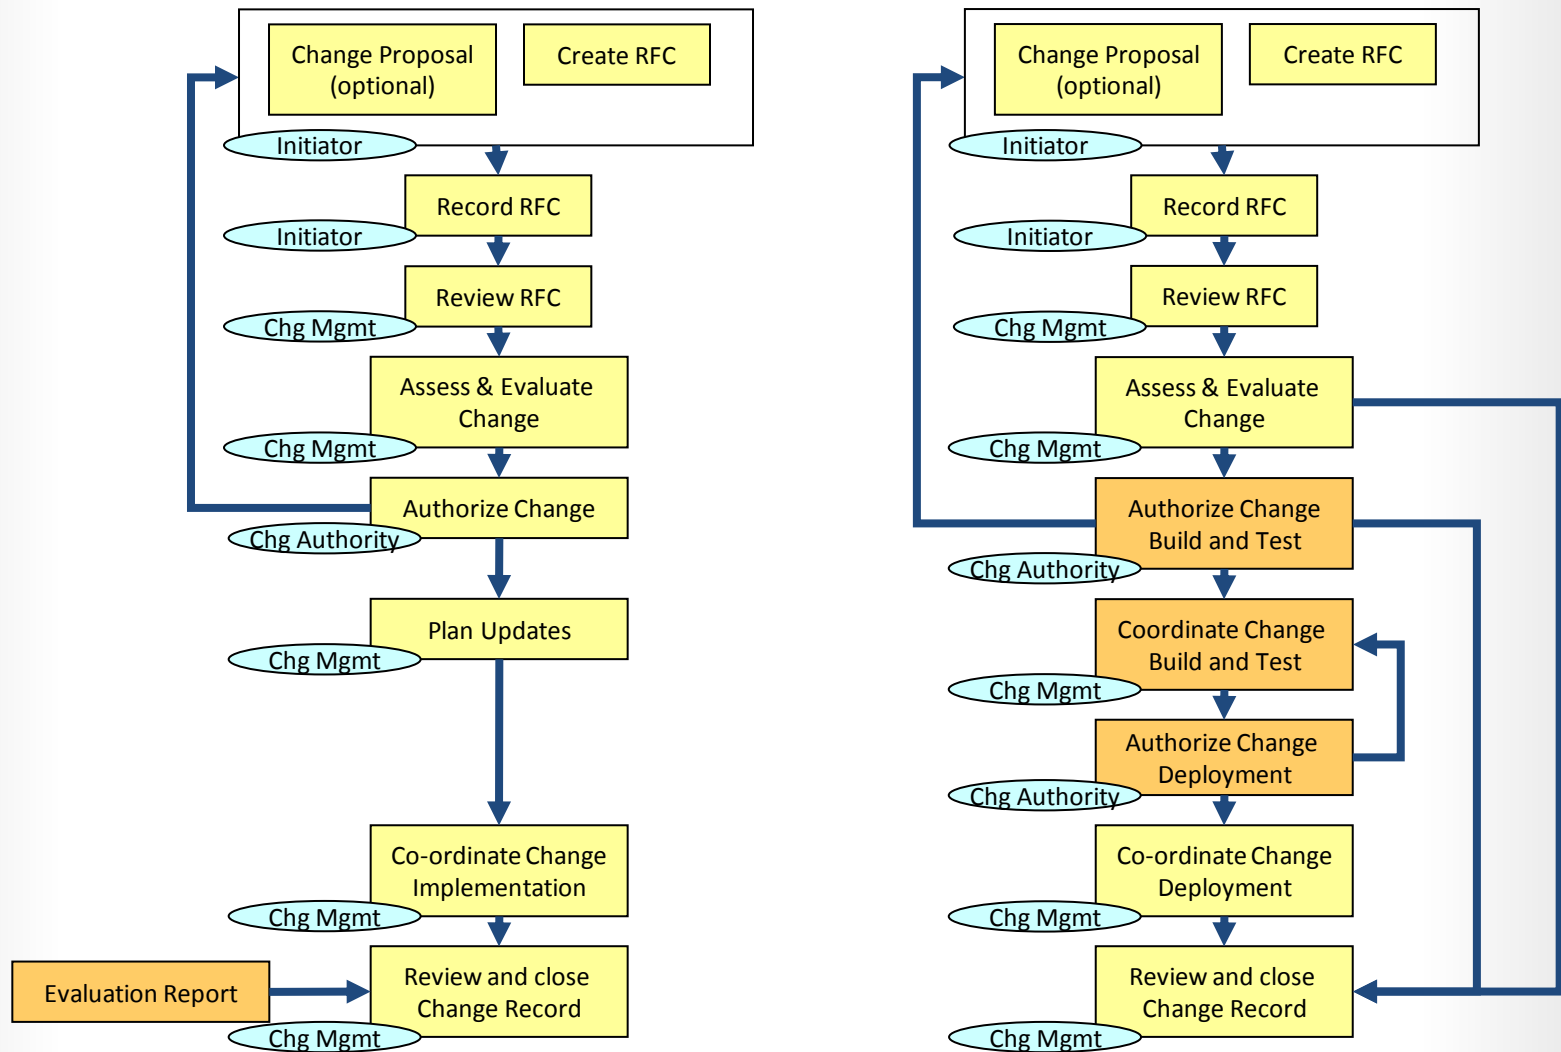 Change Proposal
(optional)
Create RFC
Initiator
Record RFC
Initiator
Review RFC
Chg Mgmt
Assess & Evaluate
Change
Chg Mgmt
Authorize Change
Chg Authority
Plan Updates
Chg Mgmt
Co-ordinate Change
Implementation
Chg Mgmt
Evaluation Report
Review and close
Change Record
Chg Mgmt
Change Proposal
(optional)
Create RFC
Initiator
Record RFC
Initiator
Review RFC
Chg Mgmt
Assess & Evaluate
Change
Chg Mgmt
Authorize Change
Build and Test
Chg Authority
Coordinate Change
Build and Test
Chg Mgmt
Authorize Change
Deployment
Chg Authority
Co-ordinate Change
Deployment
Chg Mgmt
Review and close
Change Record
Chg Mgmt